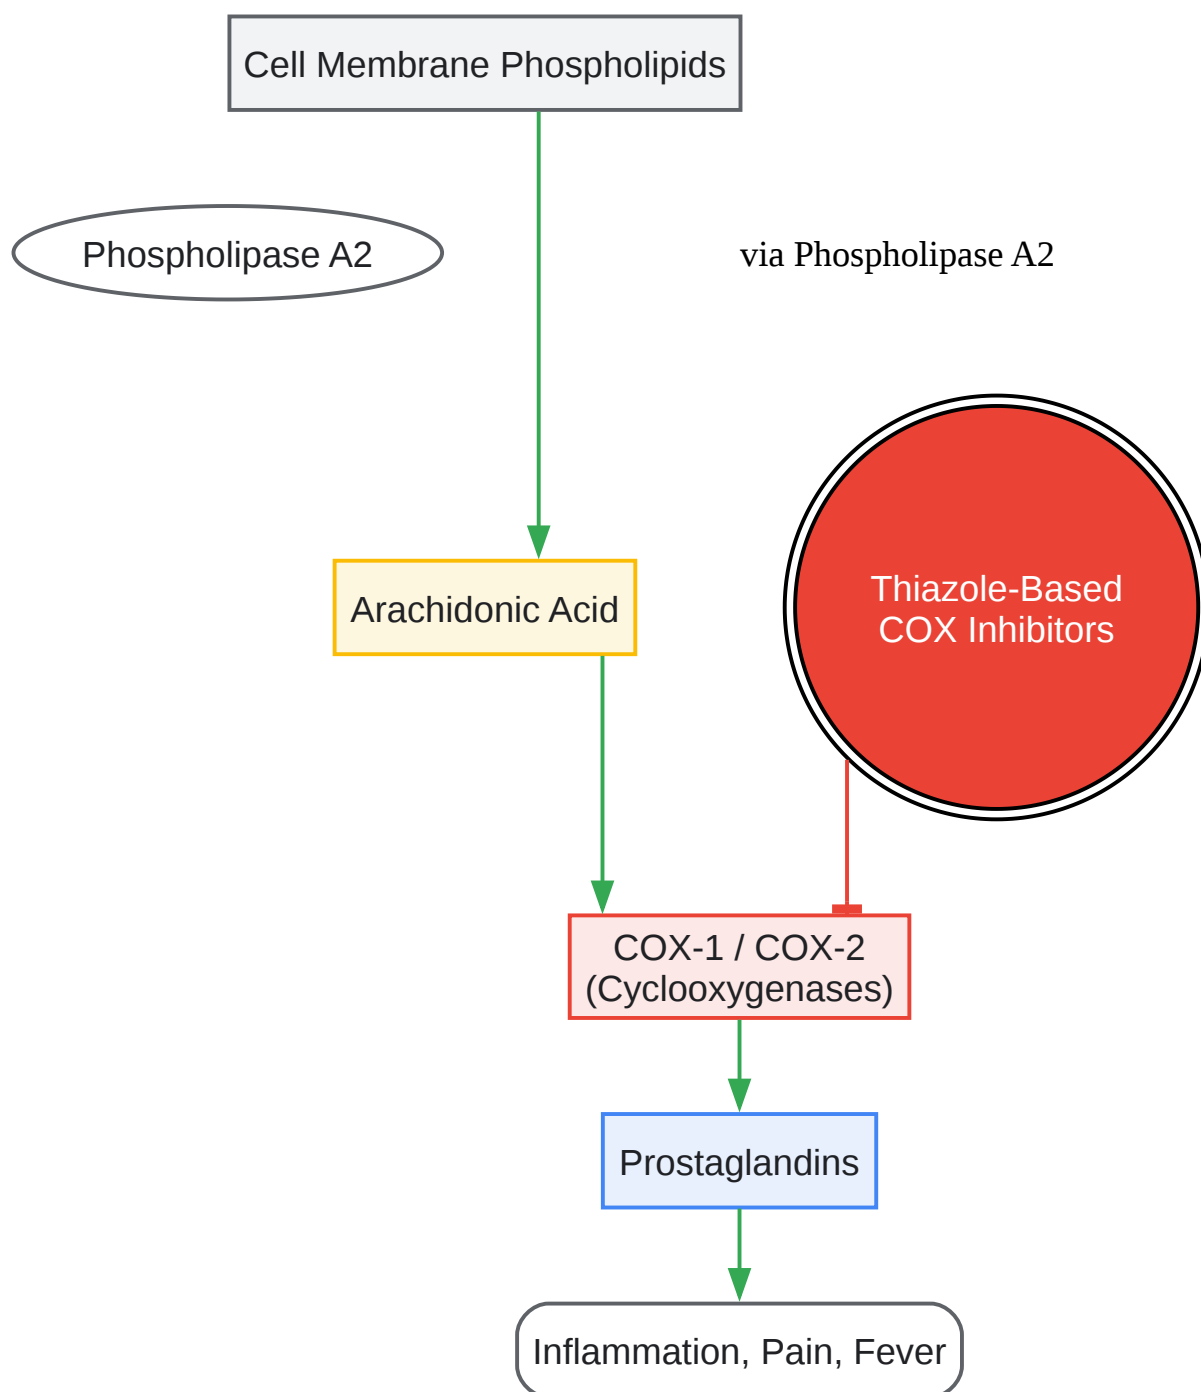 Cell Membrane Phospholipids
Phospholipase A2
via Phospholipase A2
Thiazole-Based
COX Inhibitors
Arachidonic Acid
COX-1 / COX-2
(Cyclooxygenases)
Prostaglandins
Inflammation, Pain, Fever